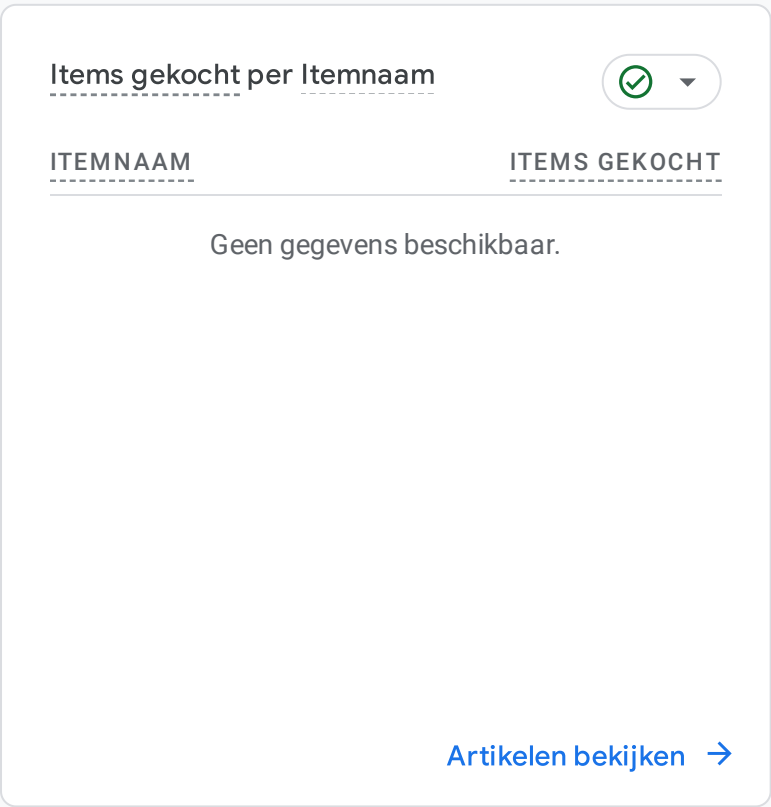 Items gekocht per Itemnaam
ITEMNAAM ITEMS GEKOCHT
Geen gegevens beschikbaar.
Artikelen bekijken